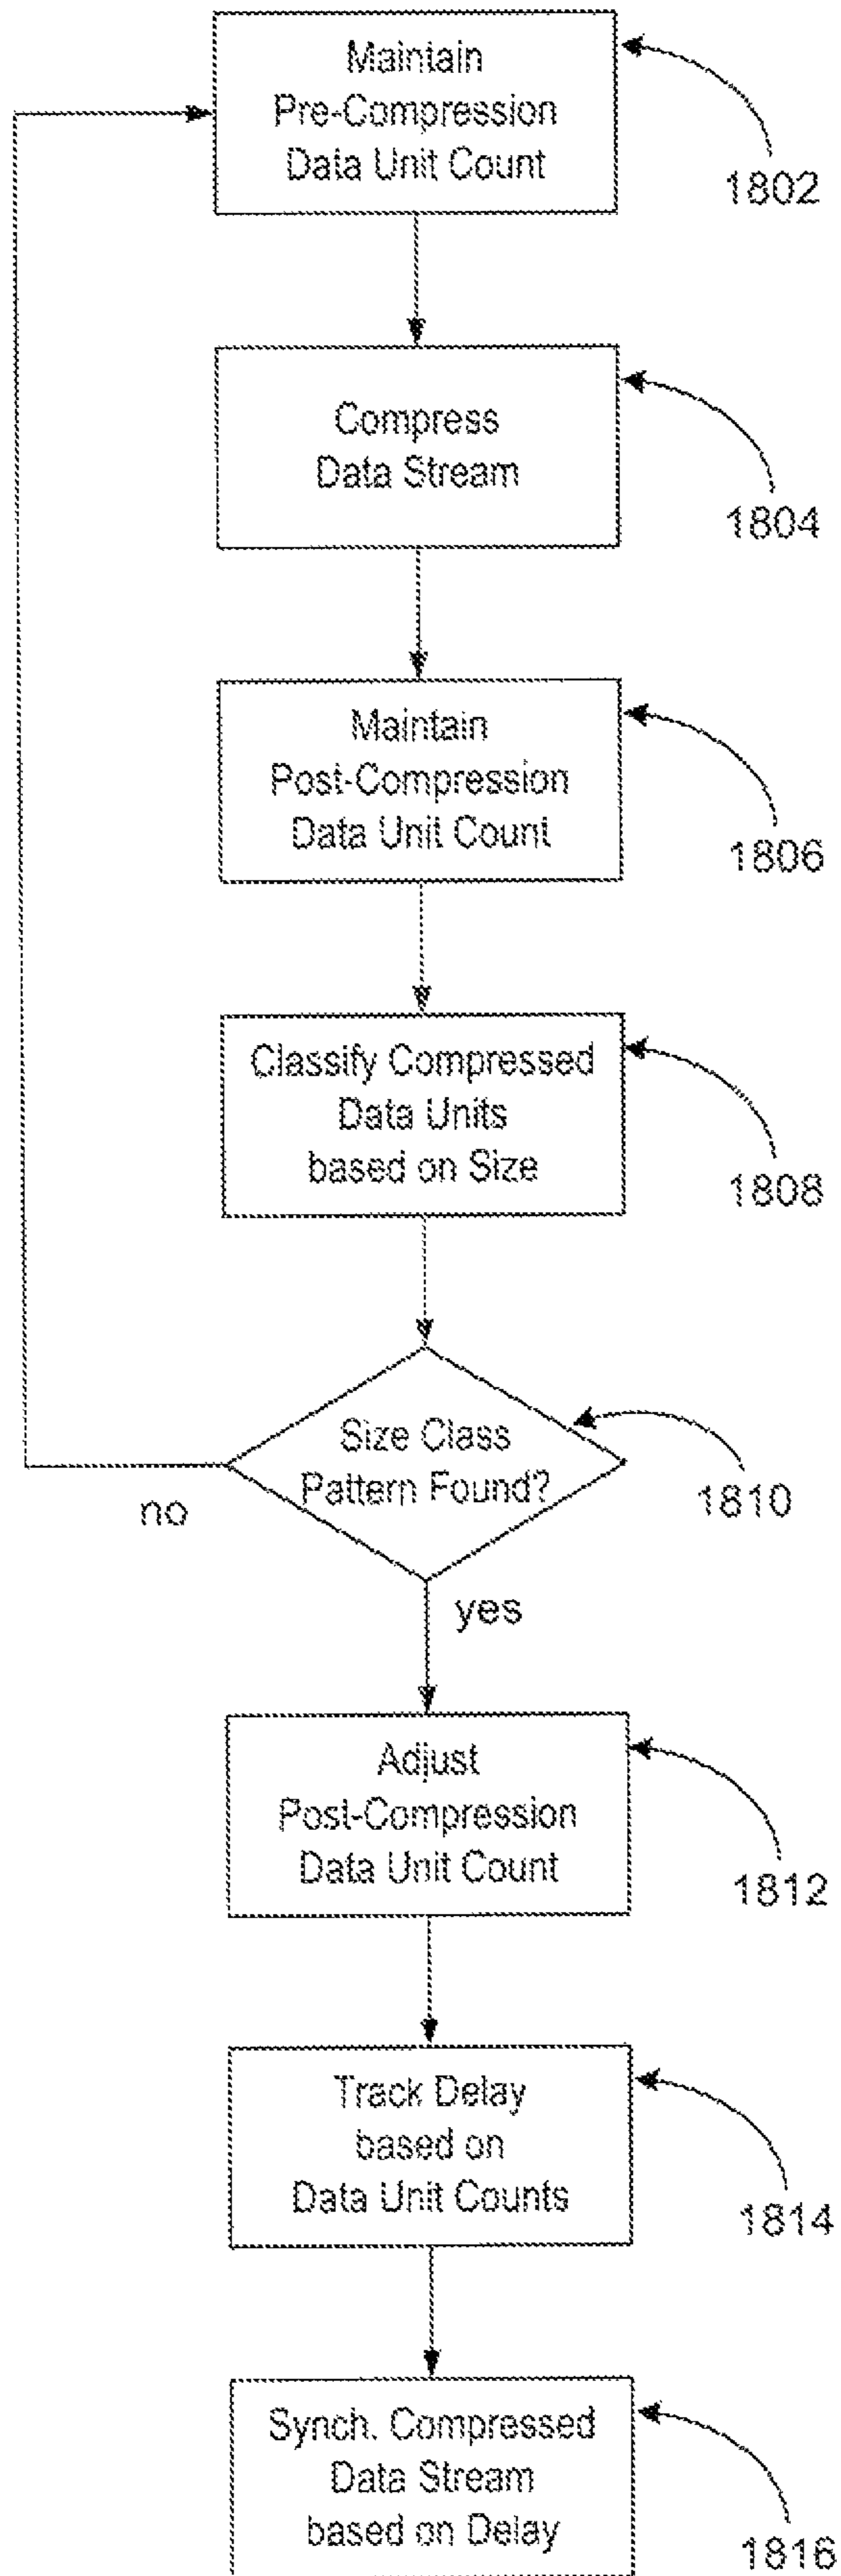 Maintain
Pre-Compression
Data Unit Count
1802
Compress
Data Stream
1804
Maintain
Post-Compression
Data Unit Count
1806
Classify Compressed
Data Units
based on Size
1808
Size Class
Pattern Found?
1810
no
yes
Adjust
Post-Compression
Data Unit Count
1812
Track Delay
based on
Data Unit Counts
1814
Synch. Compressed
Data Stream
based on Delay
1816